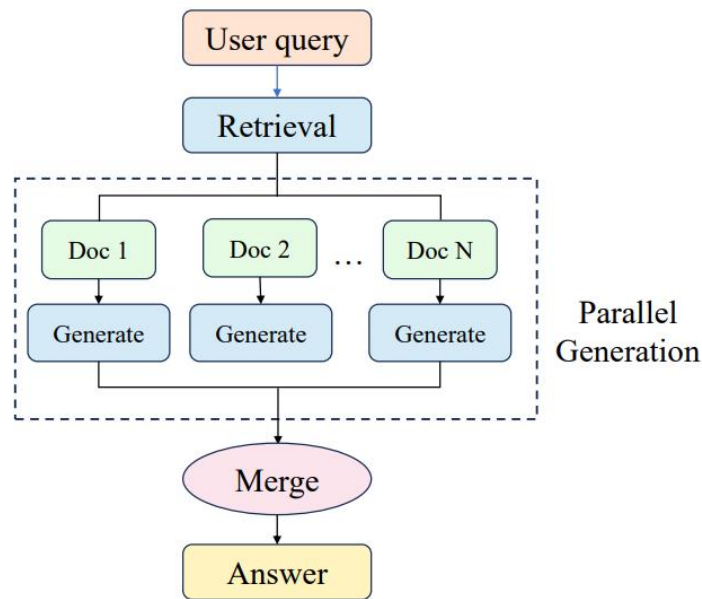 User query
Retrieval
Doc 1
Doc 2
...
Doc N
Generate
Generate
Generate
Parallel
Generation
Merge
Answer